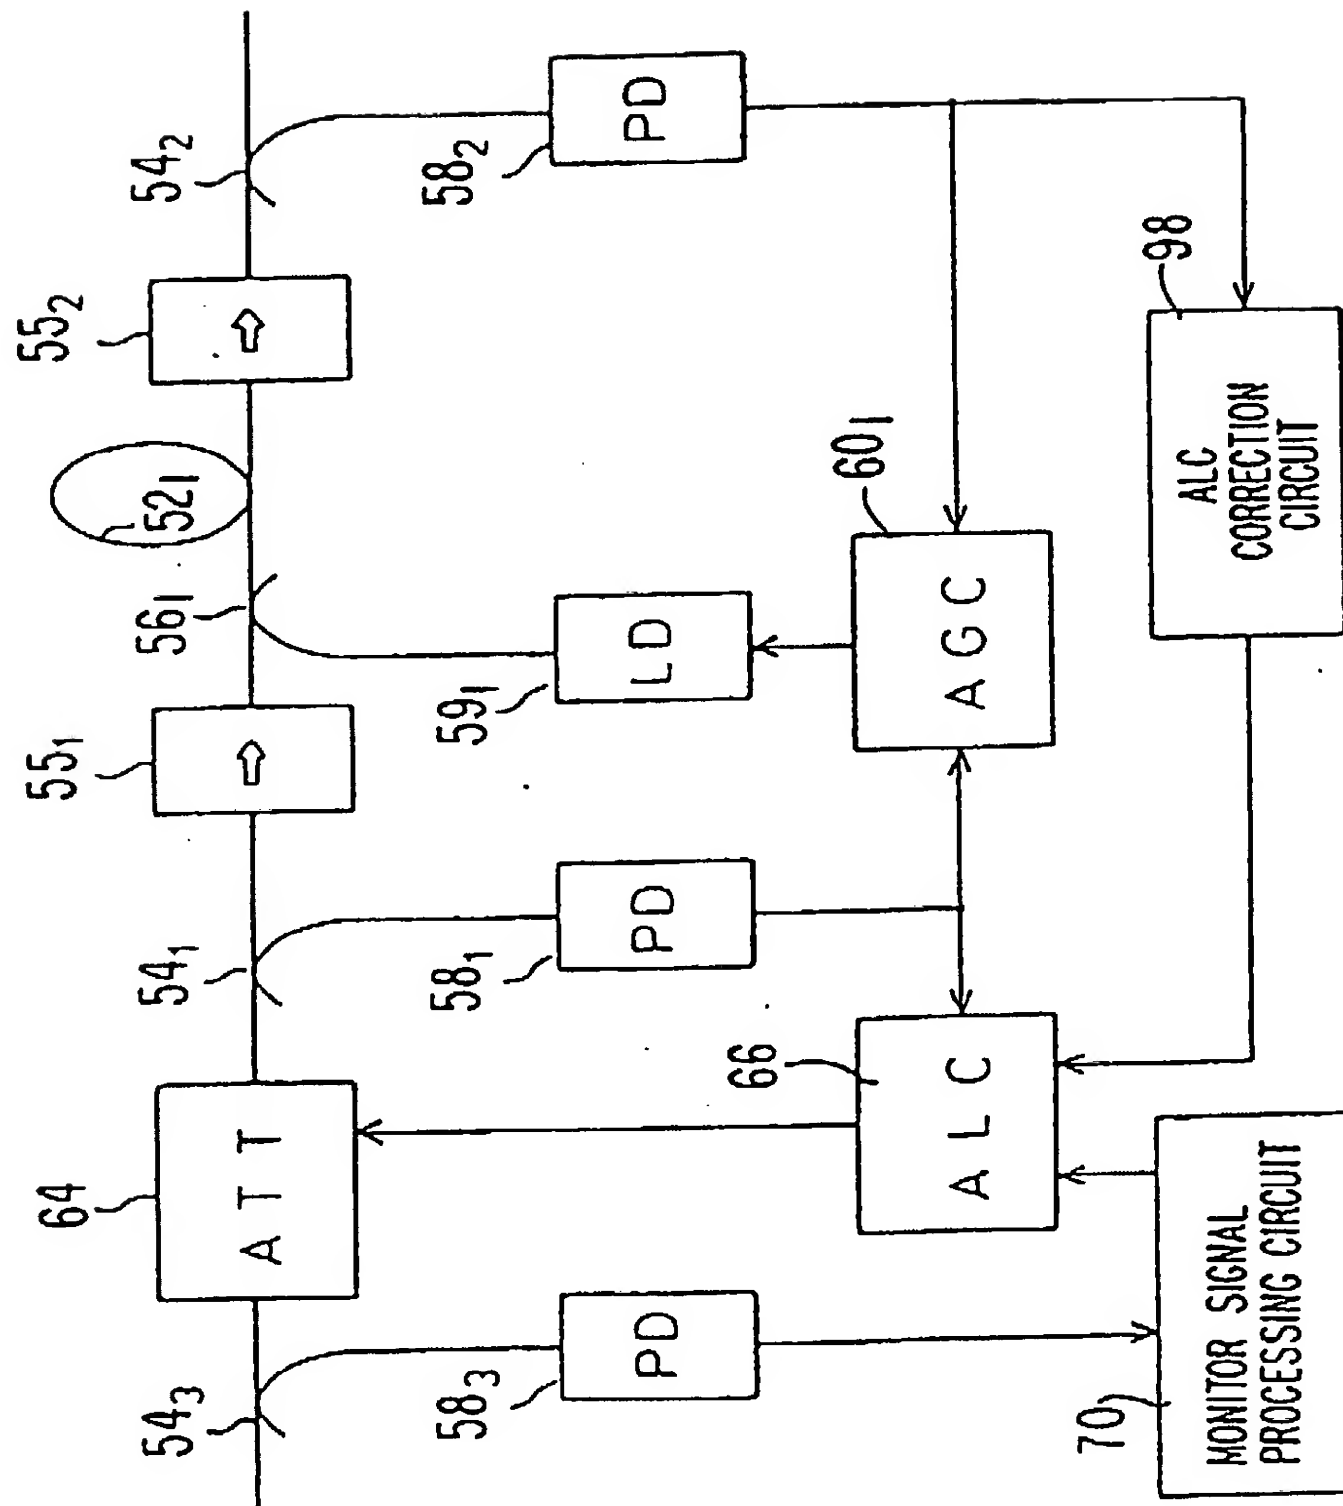 54₃
64
ATT
54₁
55₁
56₁
52₁
55₂
54₂
58₃
PD
58₁
PD
59₁
LD
58₂
PD
66
ALC
60₁
AGC
70
MONITOR SIGNAL
PROCESSING CIRCUIT
98
ALC
CORRECTION
CIRCUIT